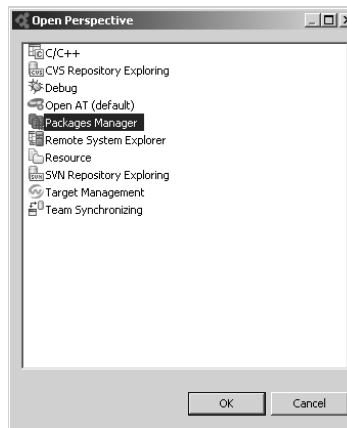 Open Perspective
C/C++
CVS Repository Exploring
Debug
Open AT (default)
Packages Manager
Remote System Explorer
Resource
SVN Repository Exploring
Target Management
Team Synchronizing
OK
Cancel